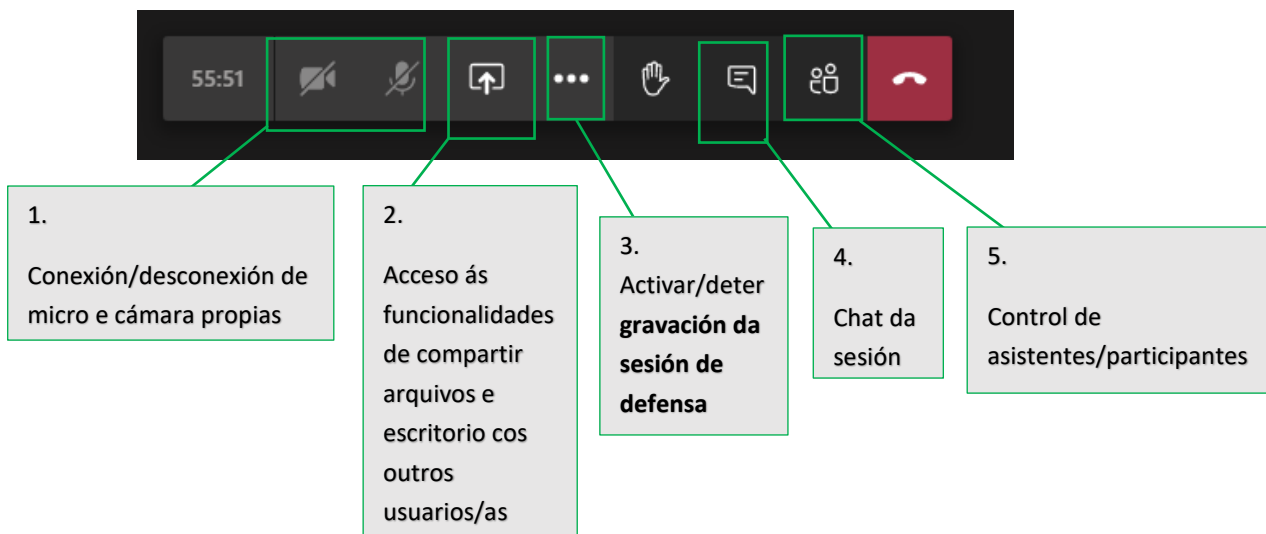 55:51
1.
Conexión/desconexión de
micro e cámara propias
2.
Acceso ás
funcionalidades
de compartir
arquivos e
escritorio cos
outros
usuarios/as
3.
Activar/deter
gravación da
sesión de
defensa
4.
Chat da
sesión
5.
Control de
asistentes/participantes